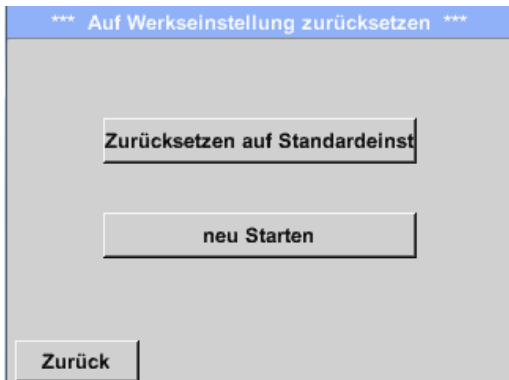 *** Auf Werkseinstellung zurücksetzen ***
Zurücksetzen auf Standardeinst
neu Starten
Zurück